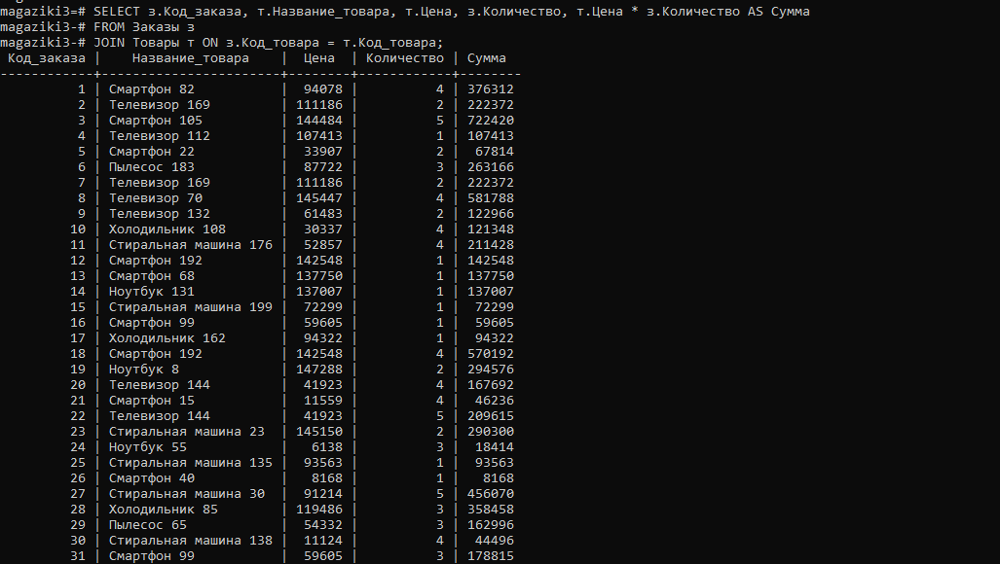 magaziki3=# SELECT з.Код_заказа, т.Название_товара, т.Цена, з.Количество, т.Цена * з.Количество AS Сумма
magaziki3-# FROM Заказы з
magaziki3-# JOIN Товары т ON з.Код_товара = т.Код_товара;
 Код_заказа |    Название_товара    |  Цена  | Количество | Сумма
------------+-----------------------+--------+------------+--------
          1 | Смартфон 82           |  94078 |          4 | 376312
          2 | Телевизор 169         | 111186 |          2 | 222372
          3 | Смартфон 105          | 144484 |          5 | 722420
          4 | Телевизор 112         | 107413 |          1 | 107413
          5 | Смартфон 22           |  33907 |          2 |  67814
          6 | Пылесос 183           |  87722 |          3 | 263166
          7 | Телевизор 169         | 111186 |          2 | 222372
          8 | Телевизор 70          | 145447 |          4 | 581788
          9 | Телевизор 132         |  61483 |          2 | 122966
         10 | Холодильник 108       |  30337 |          4 | 121348
         11 | Стиральная машина 176 |  52857 |          4 | 211428
         12 | Смартфон 192          | 142548 |          1 | 142548
         13 | Смартфон 68           | 137750 |          1 | 137750
         14 | Ноутбук 131           | 137007 |          1 | 137007
         15 | Стиральная машина 199 |  72299 |          1 |  72299
         16 | Смартфон 99           |  59605 |          1 |  59605
         17 | Холодильник 162       |  94322 |          1 |  94322
         18 | Смартфон 192          | 142548 |          4 | 570192
         19 | Ноутбук 8             | 147288 |          2 | 294576
         20 | Телевизор 144         |  41923 |          4 | 167692
         21 | Смартфон 15           |  11559 |          4 |  46236
         22 | Телевизор 144         |  41923 |          5 | 209615
         23 | Стиральная машина 23  | 145150 |          2 | 290300
         24 | Ноутбук 55            |   6138 |          3 |  18414
         25 | Стиральная машина 135 |  93563 |          1 |  93563
         26 | Смартфон 40           |   8168 |          1 |   8168
         27 | Стиральная машина 30  |  91214 |          5 | 456070
         28 | Холодильник 85        | 119486 |          3 | 358458
         29 | Пылесос 65            |  54332 |          3 | 162996
         30 | Стиральная машина 138 |  11124 |          4 |  44496
         31 | Смартфон 99           |  59605 |          3 | 178815